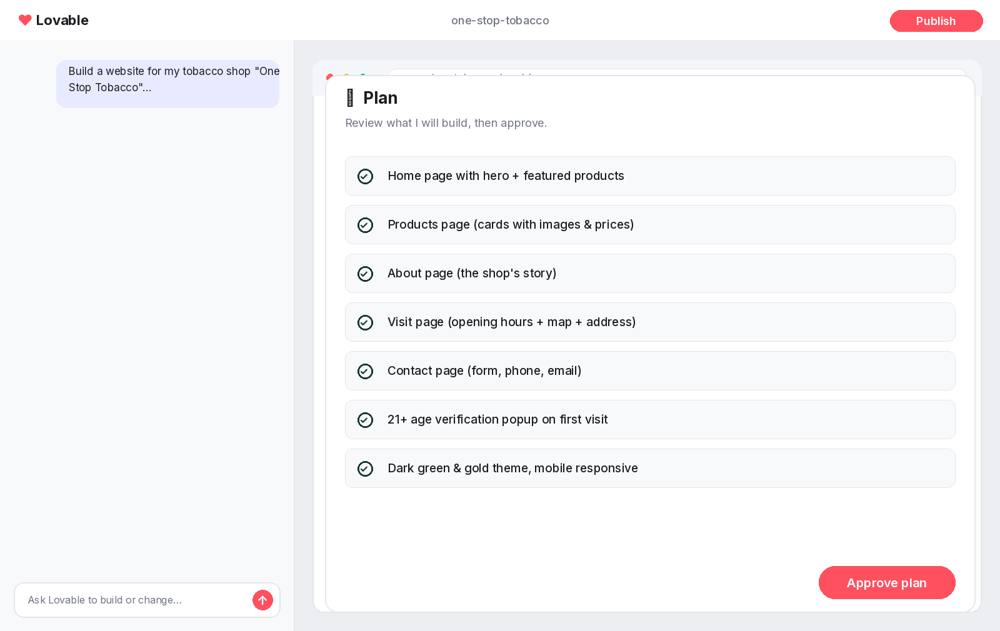 Lovable
one-stop-tobacco
Publish
Build a website for my tobacco shop "One
Stop Tobacco"...
Plan
Review what I will build, then approve.
Home page with hero + featured products
Products page (cards with images & prices)
About page (the shop's story)
Visit page (opening hours + map + address)
Contact page (form, phone, email)
21+ age verification popup on first visit
Dark green & gold theme, mobile responsive
Approve plan
Ask Lovable to build or change...